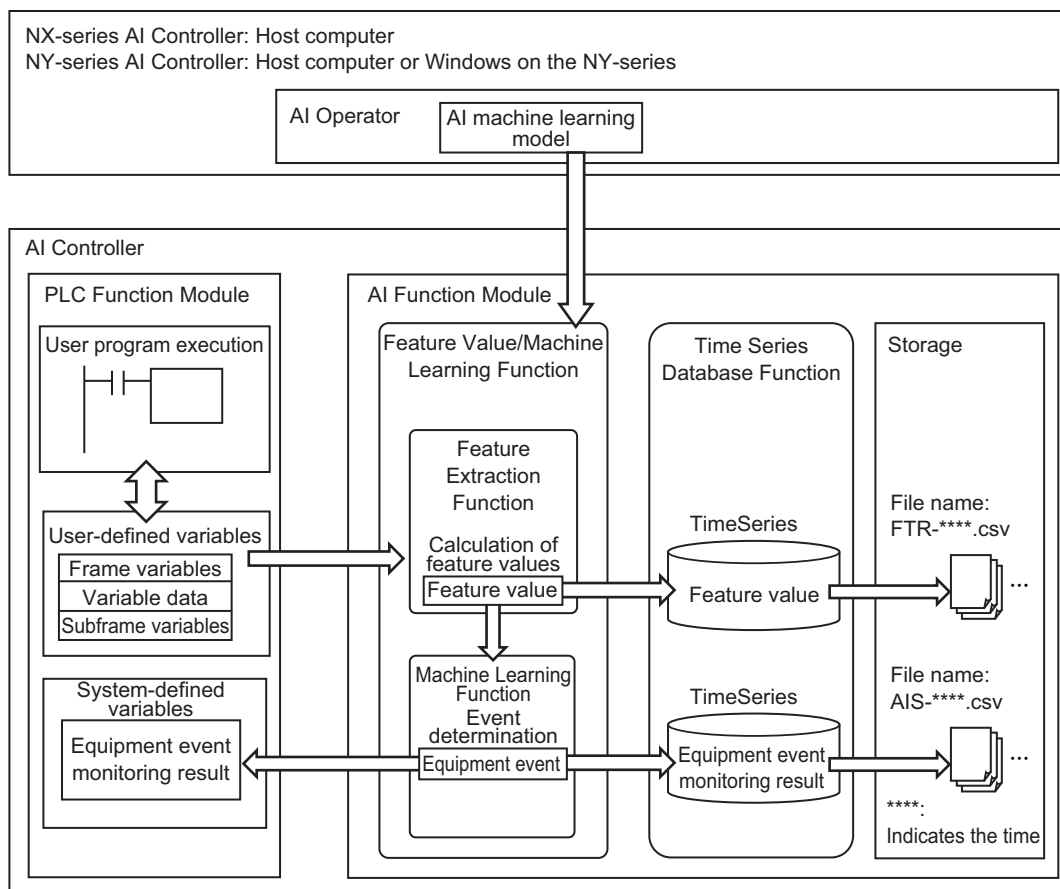 NX-series AI Controller: Host computer
NY-series AI Controller: Host computer or Windows on the NY-series
AI Operator
AI machine learning
model
AI Controller
PLC Function Module
User program execution
User-defined variables
Frame variables
Variable data
Subframe variables
System-defined
variables
Equipment event
monitoring result
AI Function Module
Feature Value/Machine
Learning Function
Feature
Extraction
Function
Calculation of
feature values
Feature value
Machine Learning
Function
Event
determination
Equipment event
Time Series
Database Function
TimeSeries
Feature value
TimeSeries
Equipment event
monitoring result
Storage
File name:
FTR-****.csv
...
File name:
AIS-****.csv
...
****:
Indicates the time